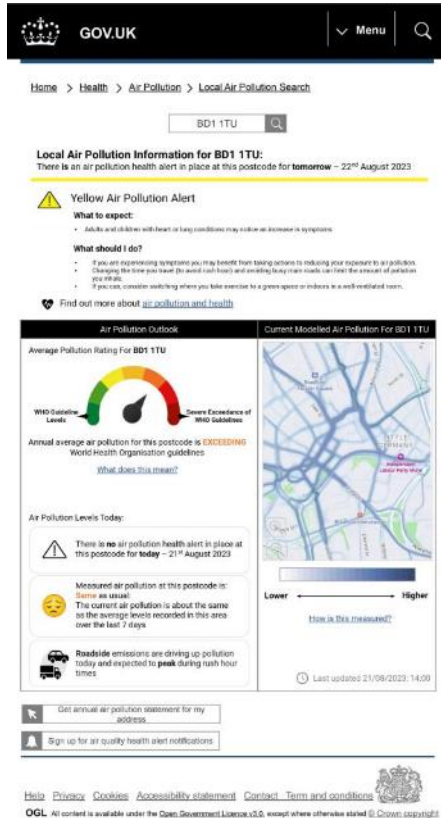 GOV.UK
Menu
Home > Health > Air Pollution > Local Air Pollution Search
BD1 1TU
Local Air Pollution Information for BD1 1TU:
There is an air pollution health alert in place at this postcode for tomorrow – 22nd August 2023
Yellow Air Pollution Alert
What to expect:
• Adults and children with heart or lung conditions may notice an increase in symptoms
What should I do?
• If you are experiencing symptoms you may benefit from taking actions to reducing your exposure to air pollution.
• Changing the time you travel (to avoid rush hour) and avoiding busy main roads can limit the amount of pollution
you inhale.
• If you can, consider switching where you take exercise to a green space or indoors in a well-ventilated room.
Find out more about air pollution and health
Air Pollution Outlook
Average Pollution Rating For BD1 1TU
WHO Guideline
Levels
Severe Exceedance of
WHO Guidelines
Annual average air pollution for this postcode is EXCEEDING
World Health Organisation guidelines
What does this mean?
Air Pollution Levels Today:
There is no air pollution health alert in place at
this postcode for today – 21st August 2023
Measured air pollution at this postcode is:
Same as usual:
The current air pollution is about the same
as the average levels recorded in this area
over the last 7 days
Roadside emissions are driving up pollution
today and expected to peak during rush hour
times
Current Modelled Air Pollution For BD1 1TU
LITTLE
GERMANY
Independent
Labour Party Mural
Lower
Higher
How is this measured?
Last updated 21/08/2023: 14:00
Get annual air pollution statement for my
address
Sign up for air quality health alert notifications
Help Privacy Cookies Accessibility statement Contact Term and conditions
OGL All content is available under the Open Government Licence v3.0, except where otherwise stated © Crown copyright